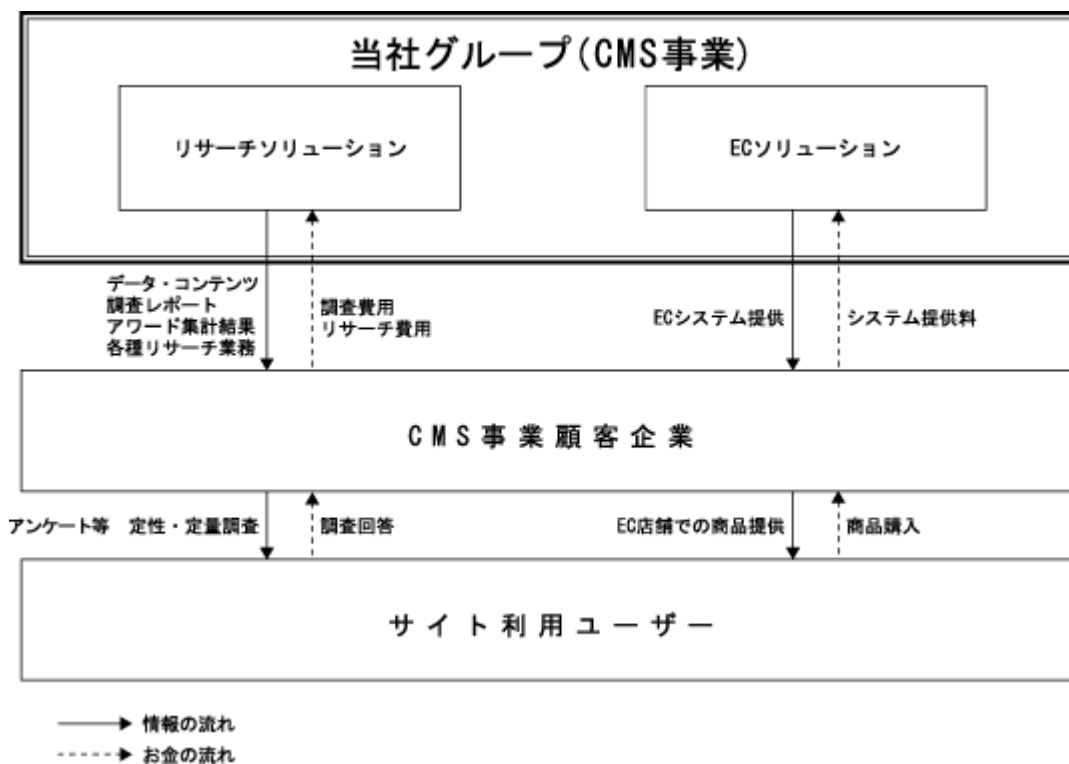 当社グループ(CMS事業)
リサーチソリューション
ECソリューション
データ・コンテンツ
調査レポート
アワード集計結果
各種リサーチ業務
調査費用
リサーチ費用
ECシステム提供
システム提供料
CMS事業顧客企業
アンケート等 定性・定量調査
調査回答
EC店舗での商品提供
商品購入
サイト利用ユーザー
情報の流れ
お金の流れ